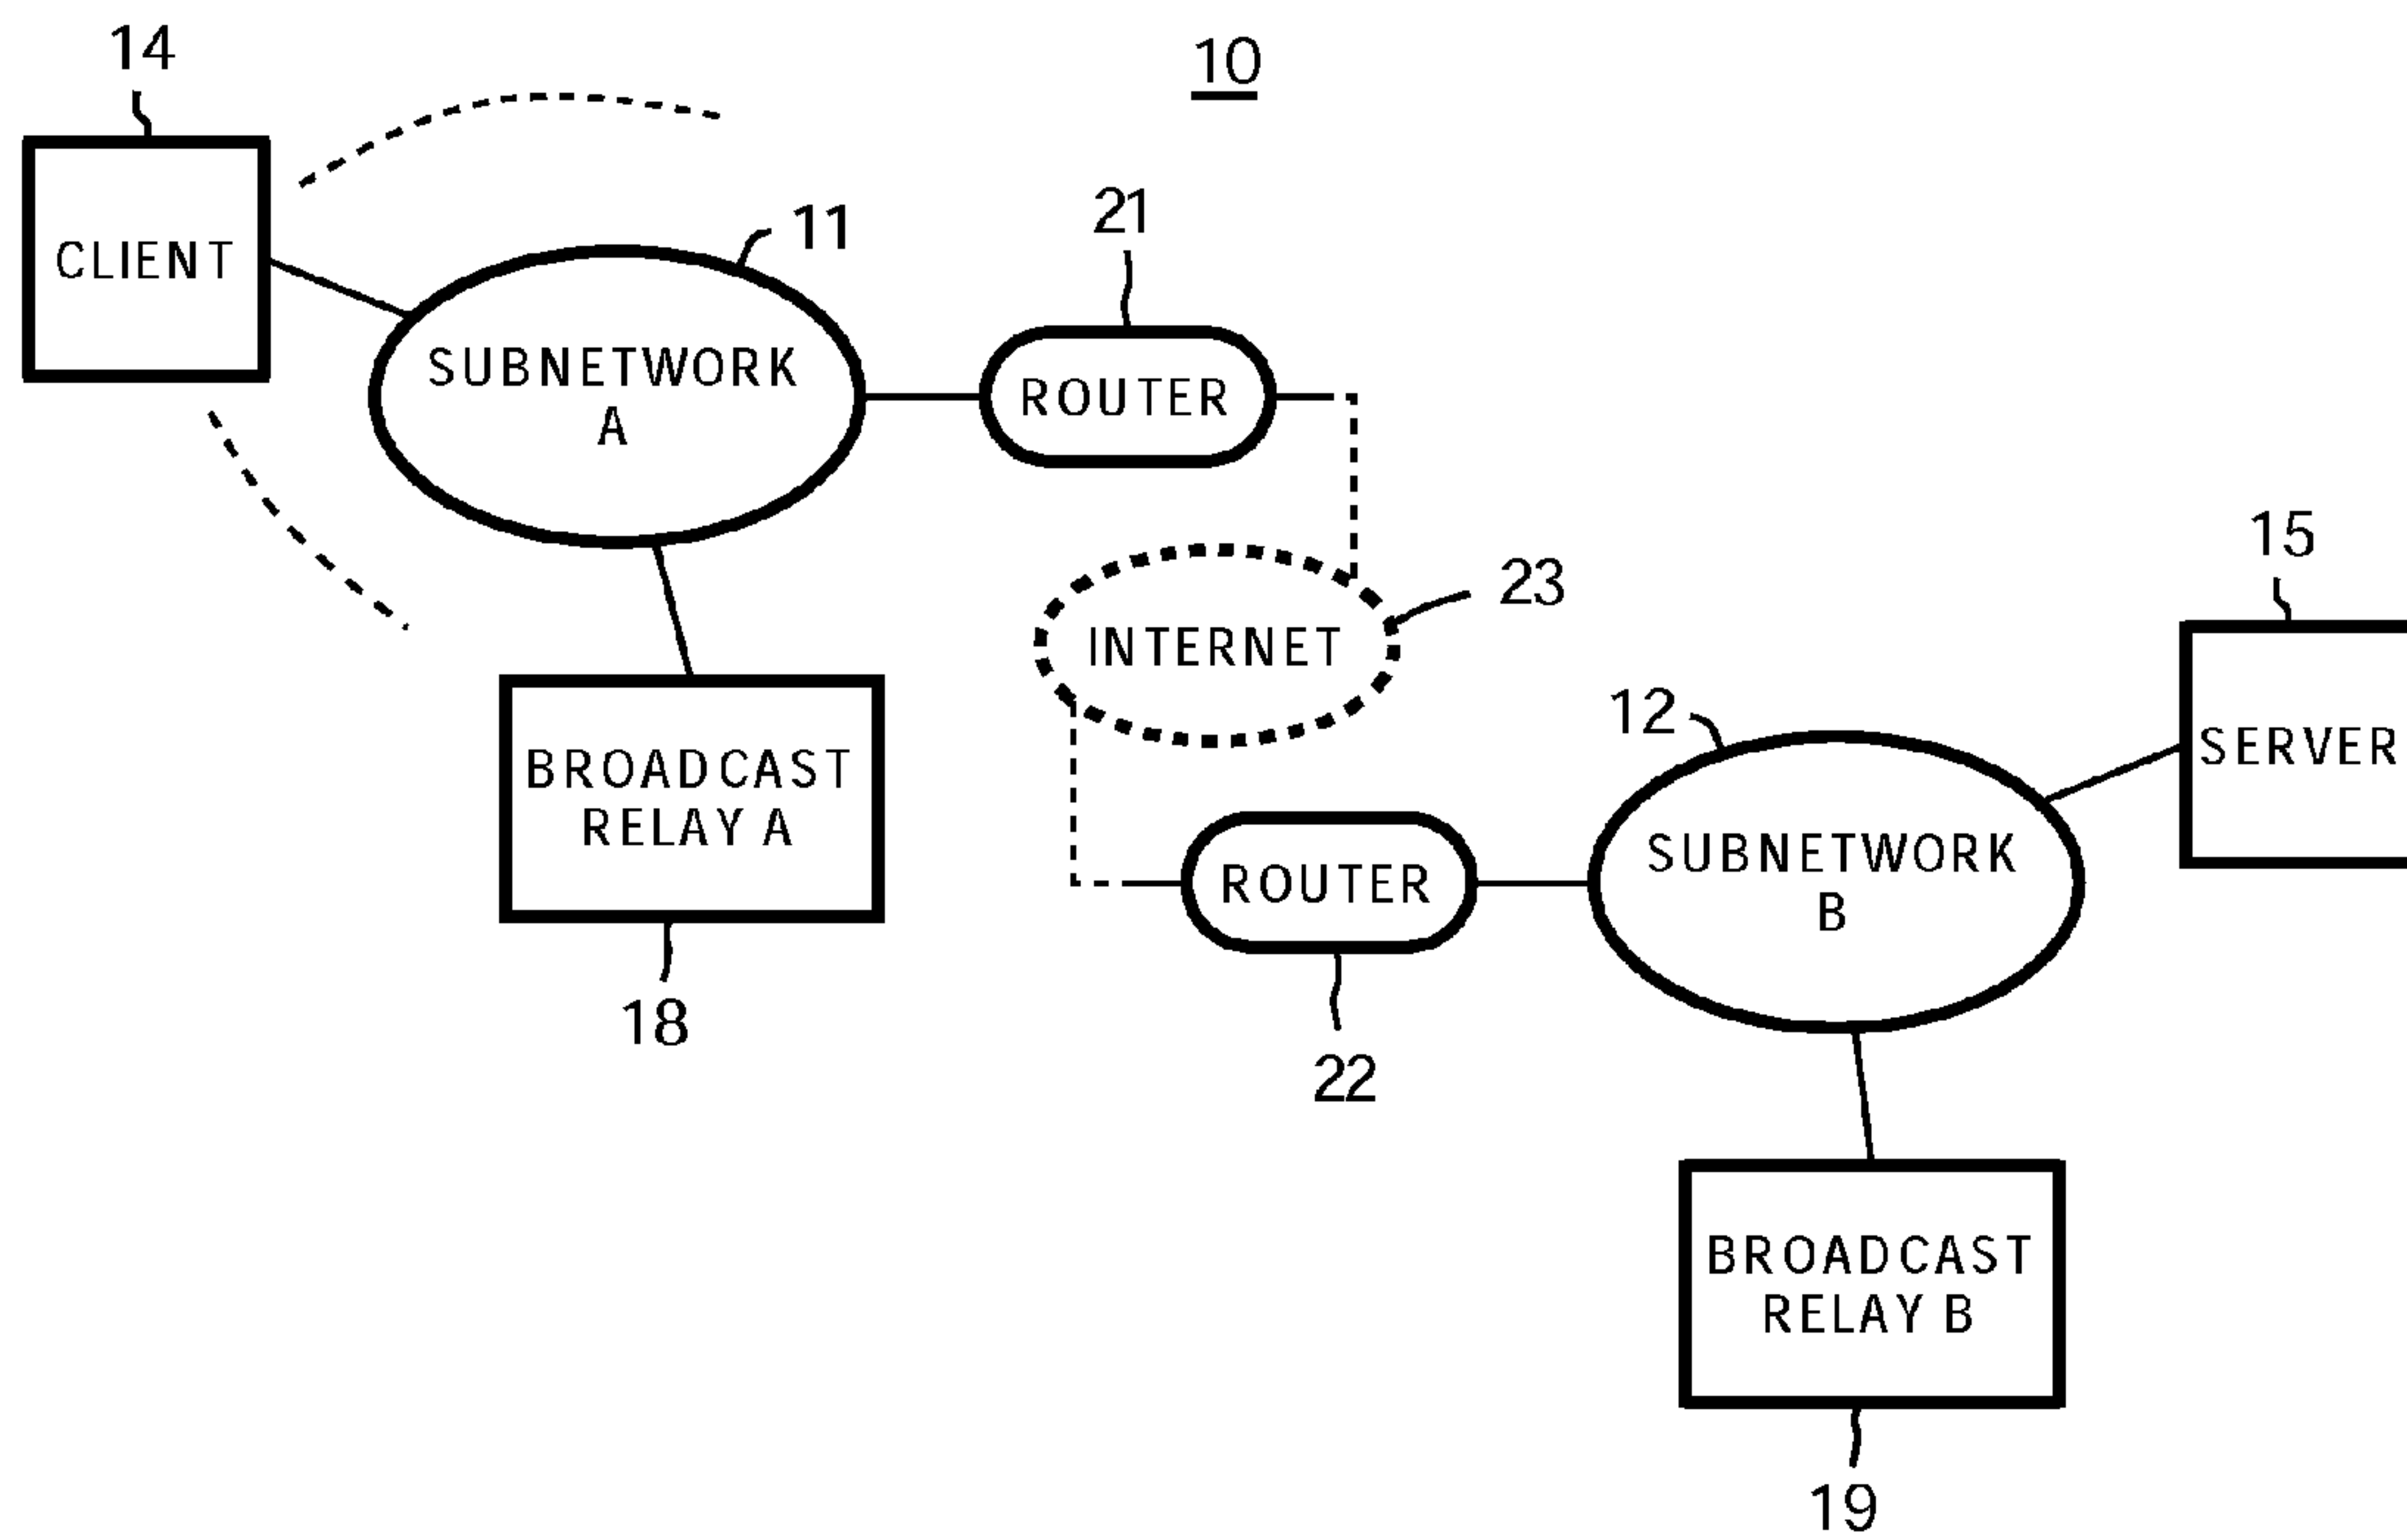 14
10
CLIENT
11
21
SUBNETWORK
A
ROUTER
15
23
INTERNET
12
SERVER
BROADCAST
RELAY A
ROUTER
SUBNETWORK
B
18
22
BROADCAST
RELAY B
19